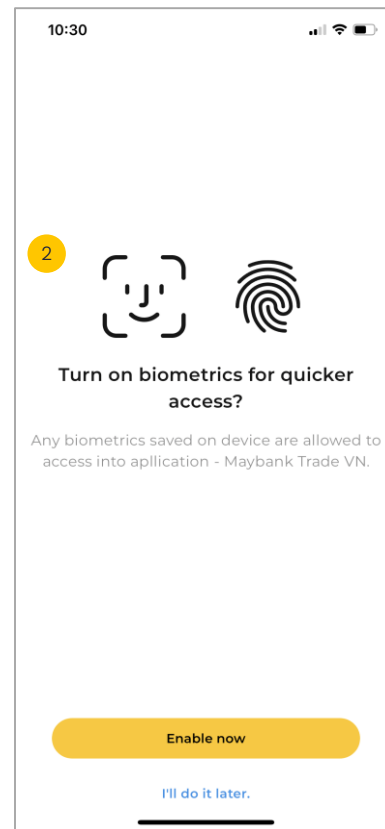 10:30
2
Turn on biometrics for quicker
access?
Any biometrics saved on device are allowed to
access into apllication - Maybank Trade VN.
Enable now
I'll do it later.